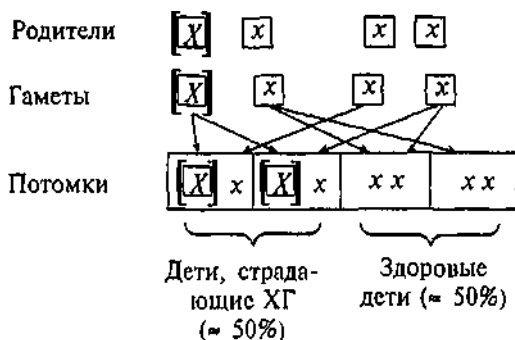 Родители [X] x x x
Гаметы [X] x x x
Потомки [X] x [X] x x x x x
Дети, страда-
ющие ХГ
(≈ 50%)
Здоровые
дети (≈ 50%)